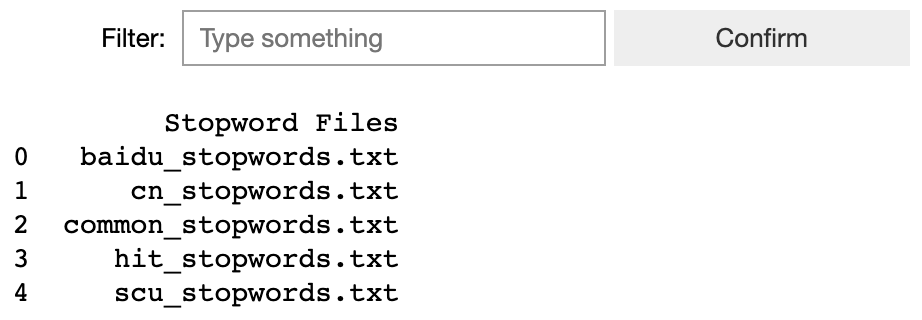 Filter: Type something Confirm
Stopword Files
0 baidu_stopwords.txt
1 cn_stopwords.txt
2 common_stopwords.txt
3 hit_stopwords.txt
4 scu_stopwords.txt